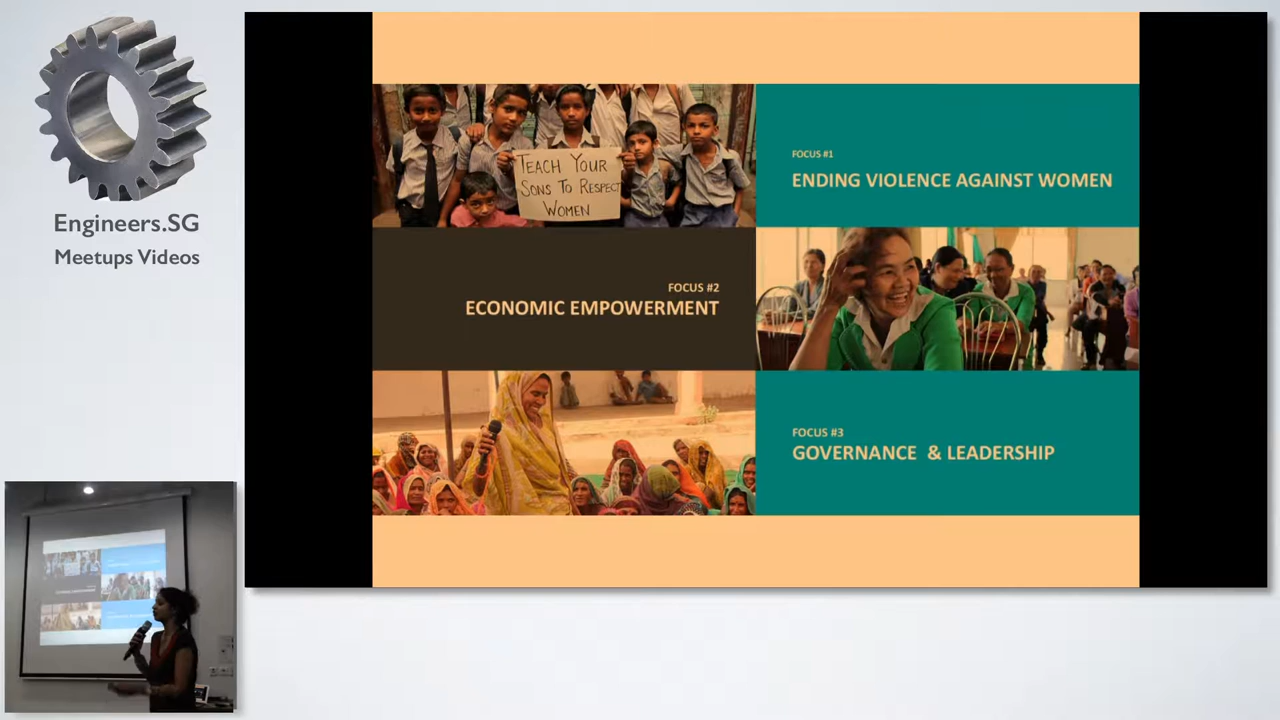 Engineers.SG
Meetups Videos
TEACH YOUR
SONS TO RESPECT
WOMEN
FOCUS #1
ENDING VIOLENCE AGAINST WOMEN
FOCUS #2
ECONOMIC EMPOWERMENT
FOCUS #3
GOVERNANCE & LEADERSHIP